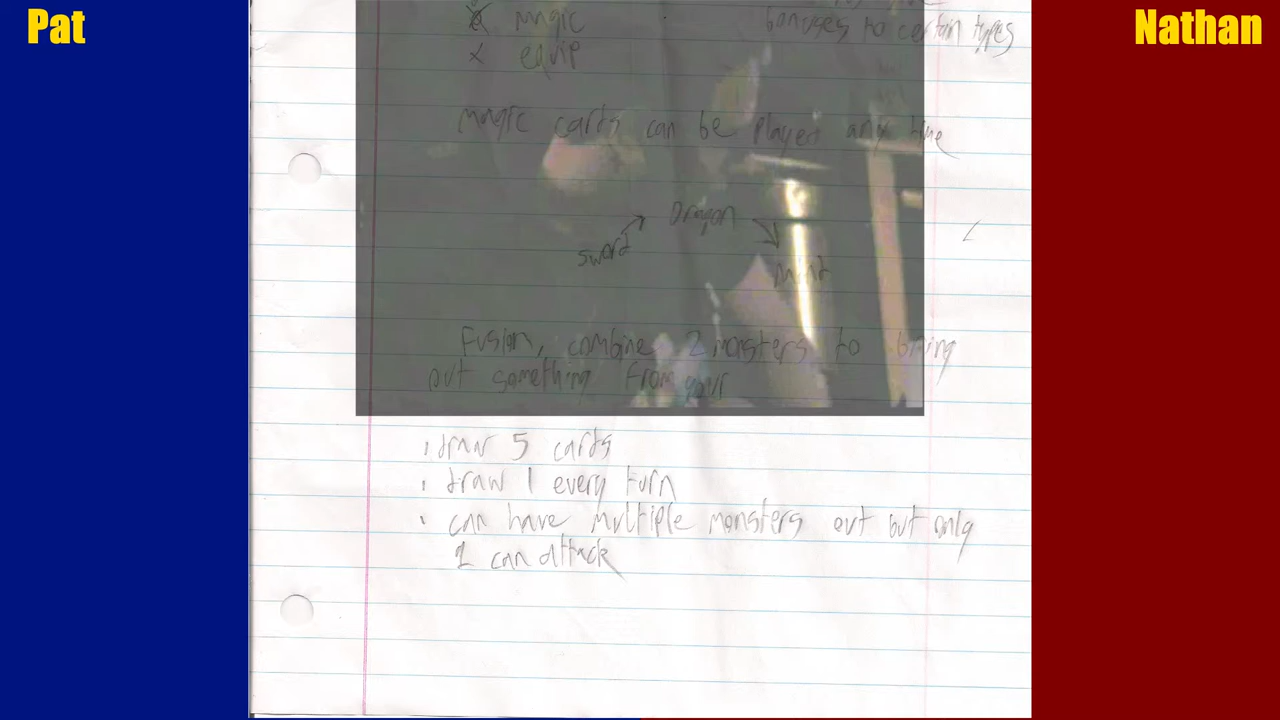 Pat
Nathan
magic
bonuses to certain types
equip
magic cards can be played any time
Dragon
sword
mind
Fusion, combine 2 monsters to bring
out something from your
draw 5 cards
draw 1 every turn
can have multiple monsters out but only
1 can attack